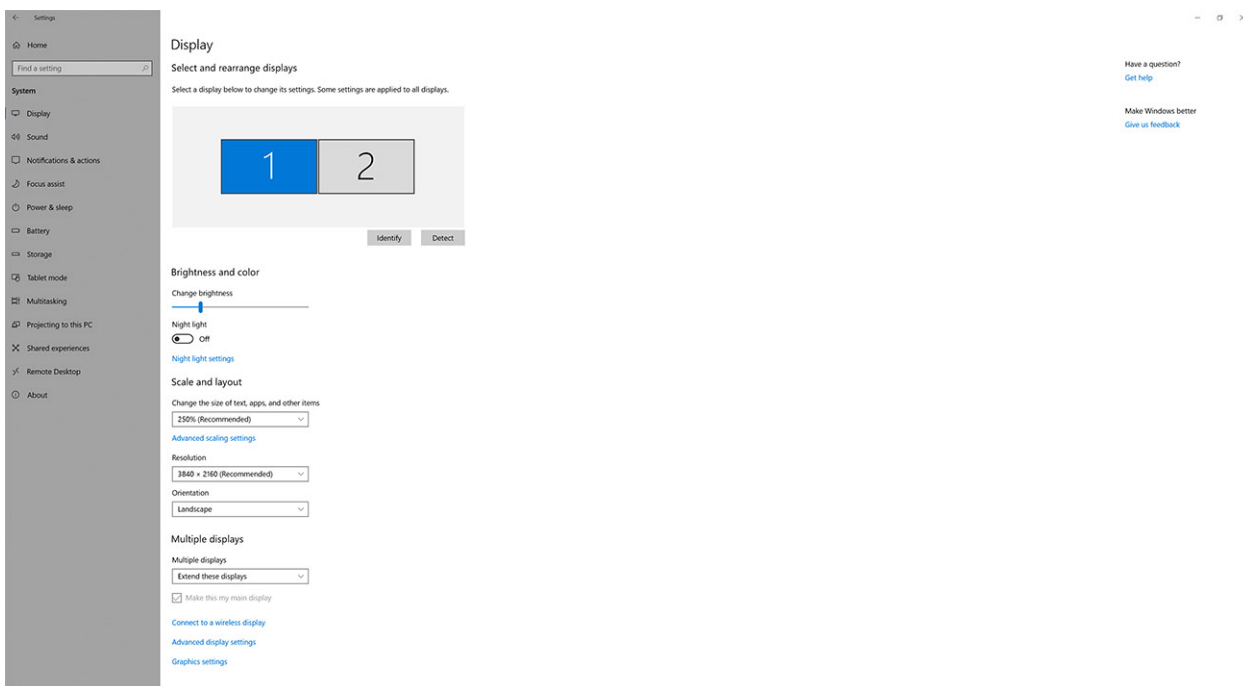 Settings
Home
Find a setting
System
Display
Sound
Notifications & actions
Focus assist
Power & sleep
Battery
Storage
Tablet mode
Multitasking
Projecting to this PC
Shared experiences
Remote Desktop
About
Display
Select and rearrange displays
Select a display below to change its settings. Some settings are applied to all displays.
1 2
Identify Detect
Brightness and color
Change brightness
Night light
Off
Night light settings
Scale and layout
Change the size of text, apps, and other items
250% (Recommended)
Advanced scaling settings
Resolution
3840 × 2160 (Recommended)
Orientation
Landscape
Multiple displays
Multiple displays
Extend these displays
Make this my main display
Connect to a wireless display
Advanced display settings
Graphics settings
Have a question?
Get help
Make Windows better
Give us feedback